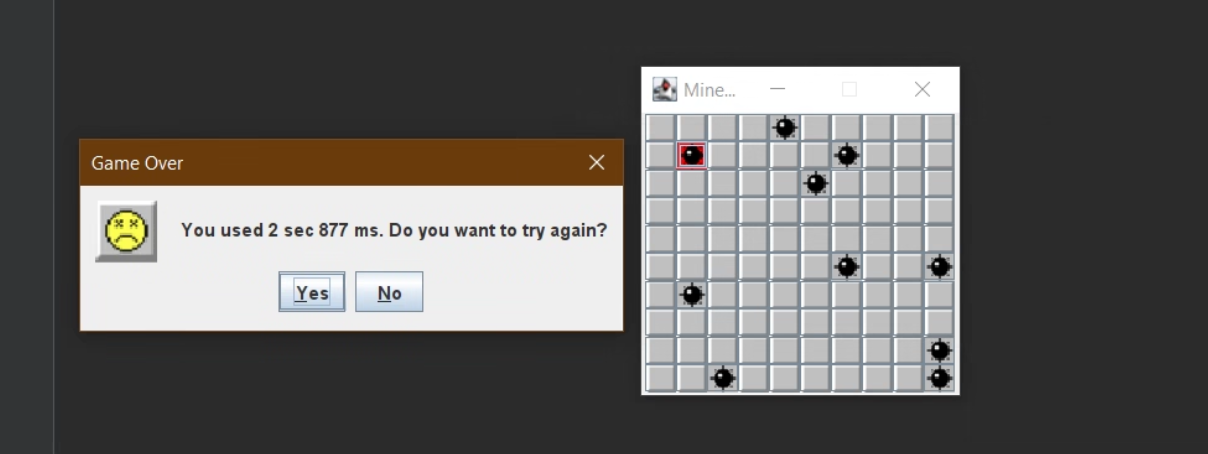 Game Over
You used 2 sec 877 ms. Do you want to try again?
Yes
No
Mine...